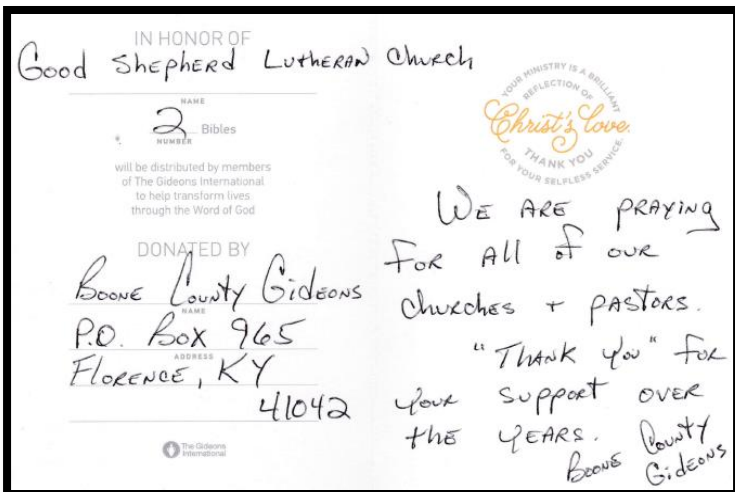 IN HONOR OF
Good Shepherd Lutheran Church
NAME
2 Bibles
NUMBER
will be distributed by members
of The Gideons International
to help transform lives
through the Word of God
DONATED BY
Boone County Gideons
NAME
P.O. Box 965
ADDRESS
Florence, KY
41042
The Gideons
International
YOUR MINISTRY IS A BRILLIANT
REFLECTION OF
Christ's love.
THANK YOU
FOR YOUR SELFLESS SERVICE.
We are praying
for all of our
churches + pastors.
"Thank you" for
your support over
the years.
Boone County
Gideons